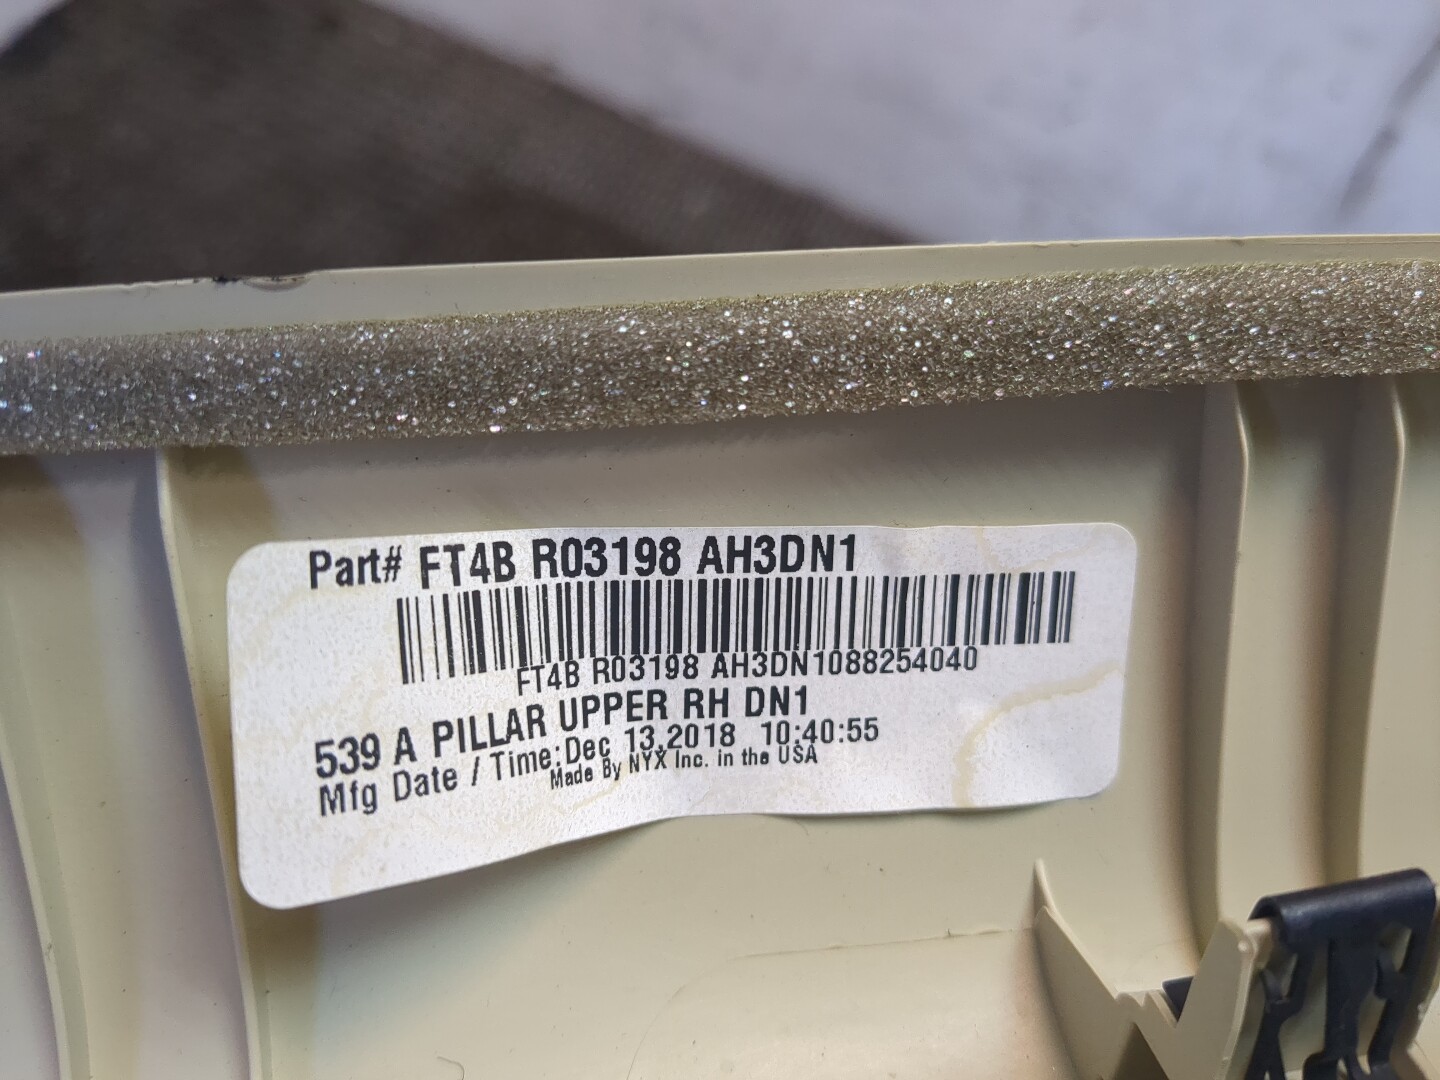 Part# FT4B R03198 AH3DN1
FT4B R03198 AH3DN1088254040
539 A PILLAR UPPER RH DN1
Mfg Date / Time:Dec 13,2018 10:40:55
Made By NYX Inc. in the USA